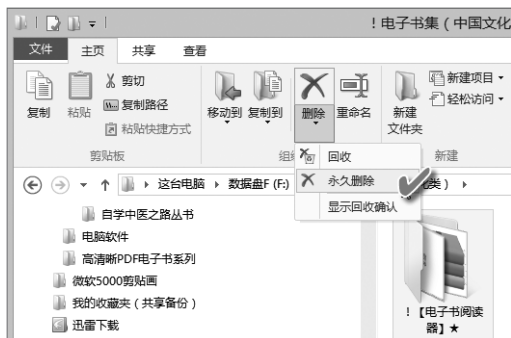 ！电子书集（中国文化
文件 主页 共享 查看
复制 粘贴 剪切 复制路径 粘贴快捷方式 移动到 复制到 删除 重命名 新建文件夹 新建项目 轻松访问
剪贴板 组织 新建
回收
永久删除
显示回收确认
这台电脑 数据盘F (F:)
自学中医之路丛书
电脑软件
高清晰PDF电子书系列
微软5000剪贴画
我的收藏夹（共享备份）
迅雷下载
！【电子书阅读
器】★